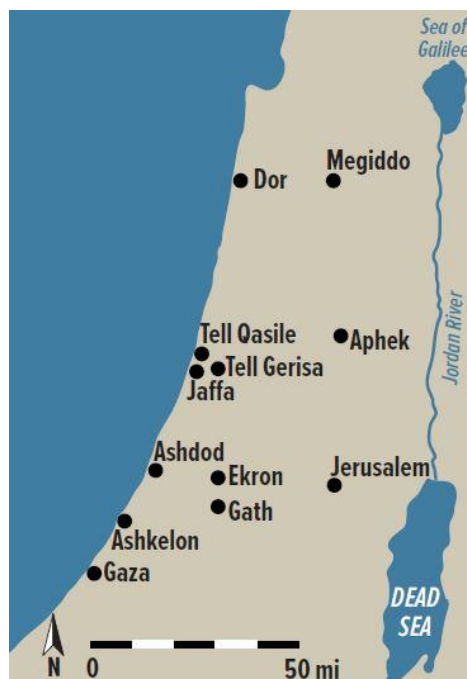 Sea of
Galilee
Dor
Megiddo
Tell Qasile
Aphek
Tell Gerisa
Jaffa
Jordan River
Ashdod
Ekron
Jerusalem
Gath
Ashkelon
Gaza
DEAD
SEA
N
0
50 mi